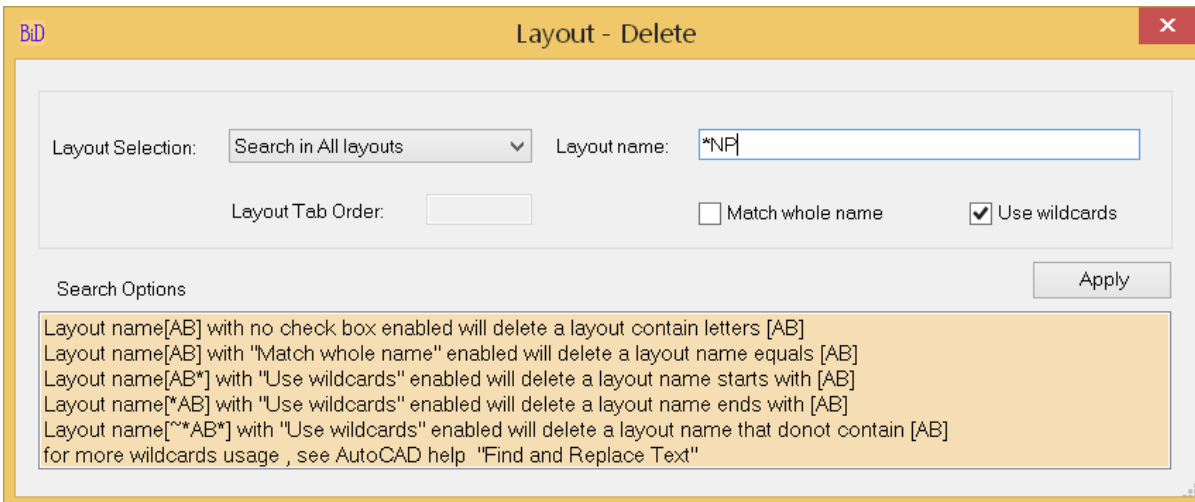 BiD
Layout - Delete
Layout Selection: Search in All layouts Layout name: *NP
Layout Tab Order: Match whole name Use wildcards
Search Options Apply
Layout name[AB] with no check box enabled will delete a layout contain letters [AB]
Layout name[AB] with "Match whole name" enabled will delete a layout name equals [AB]
Layout name[AB*] with "Use wildcards" enabled will delete a layout name starts with [AB]
Layout name[*AB] with "Use wildcards" enabled will delete a layout name ends with [AB]
Layout name[~*AB*] with "Use wildcards" enabled will delete a layout name that donot contain [AB]
for more wildcards usage , see AutoCAD help "Find and Replace Text"